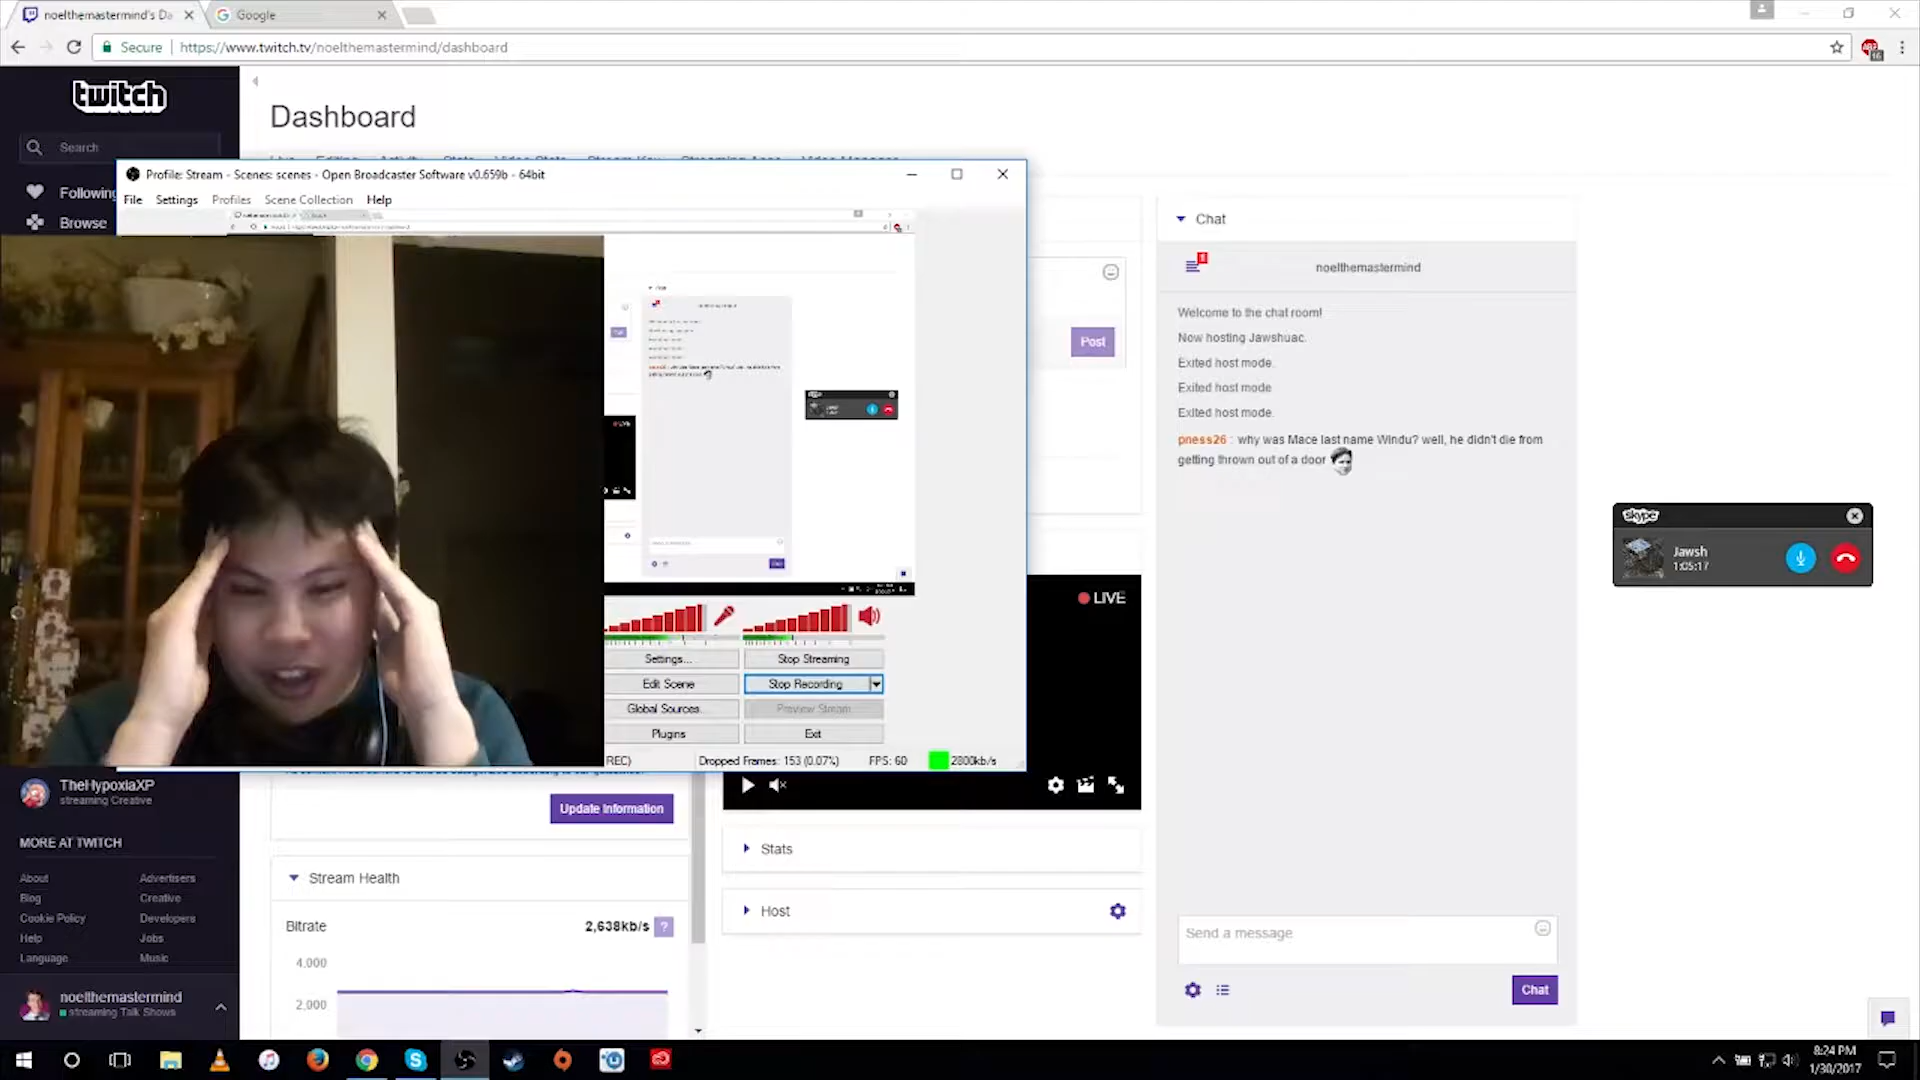 noelthemastermind's Da
Google
Secure
https://www.twitch.tv/noelthemastermind/dashboard
twitch
Search
Following
Browse
Dashboard
Profile: Stream - Scenes: scenes - Open Broadcaster Software v0.659b - 64bit
File Settings Profiles Scene Collection Help
Settings...
Stop Streaming
Edit Scene
Stop Recording
Global Sources
Preview Stream
Plugins
Exit
REC)
Dropped Frames: 153 (0.07%)
FPS: 60
2800kb/s
Post
LIVE
Update Information
TheHypoxiaXP
streaming Creative
MORE AT TWITCH
About
Advertisers
Blog
Creative
Cookie Policy
Developers
Help
Jobs
Language
Music
noelthemastermind
streaming Talk Shows
Stream Health
Bitrate
2,638kb/s
?
4,000
2,000
Stats
Host
Chat
1
noelthemastermind
Welcome to the chat room!
Now hosting Jawshuac.
Exited host mode.
Exited host mode
Exited host mode.
pness26 : why was Mace last name Windu? well, he didn't die from
getting thrown out of a door
Send a message
Chat
skype
Jawsh
1:05:17
8:24 PM
1/30/2017